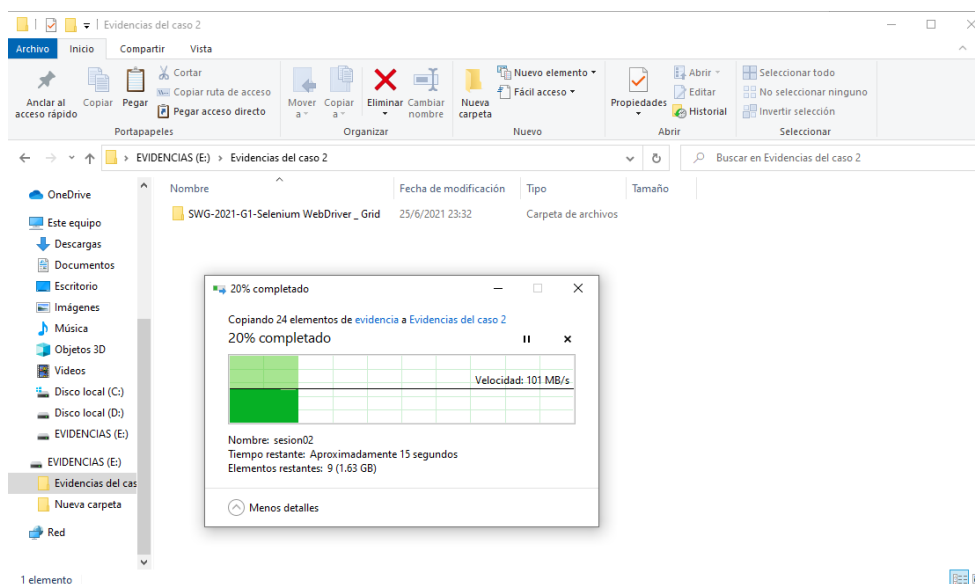 Evidencias del caso 2
Archivo Inicio Compartir Vista
Anclar al acceso rápido
Copiar
Pegar
Cortar
Copiar ruta de acceso
Pegar acceso directo
Portapapeles
Mover a
Copiar a
Eliminar
Cambiar nombre
Organizar
Nueva carpeta
Nuevo elemento
Fácil acceso
Nuevo
Propiedades
Abrir
Editar
Historial
Abrir
Seleccionar todo
No seleccionar ninguno
Invertir selección
Seleccionar
EVIDENCIAS (E:) > Evidencias del caso 2
Buscar en Evidencias del caso 2
Nombre Fecha de modificación Tipo Tamaño
SWG-2021-G1-Selenium WebDriver _ Grid 25/6/2021 23:32 Carpeta de archivos
OneDrive
Este equipo
Descargas
Documentos
Escritorio
Imágenes
Música
Objetos 3D
Videos
Disco local (C:)
Disco local (D:)
EVIDENCIAS (E:)
EVIDENCIAS (E:)
Evidencias del cas
Nueva carpeta
Red
20% completado
Copiando 24 elementos de evidencia a Evidencias del caso 2
20% completado
Velocidad: 101 MB/s
Nombre: sesion02
Tiempo restante: Aproximadamente 15 segundos
Elementos restantes: 9 (1.63 GB)
Menos detalles
1 elemento